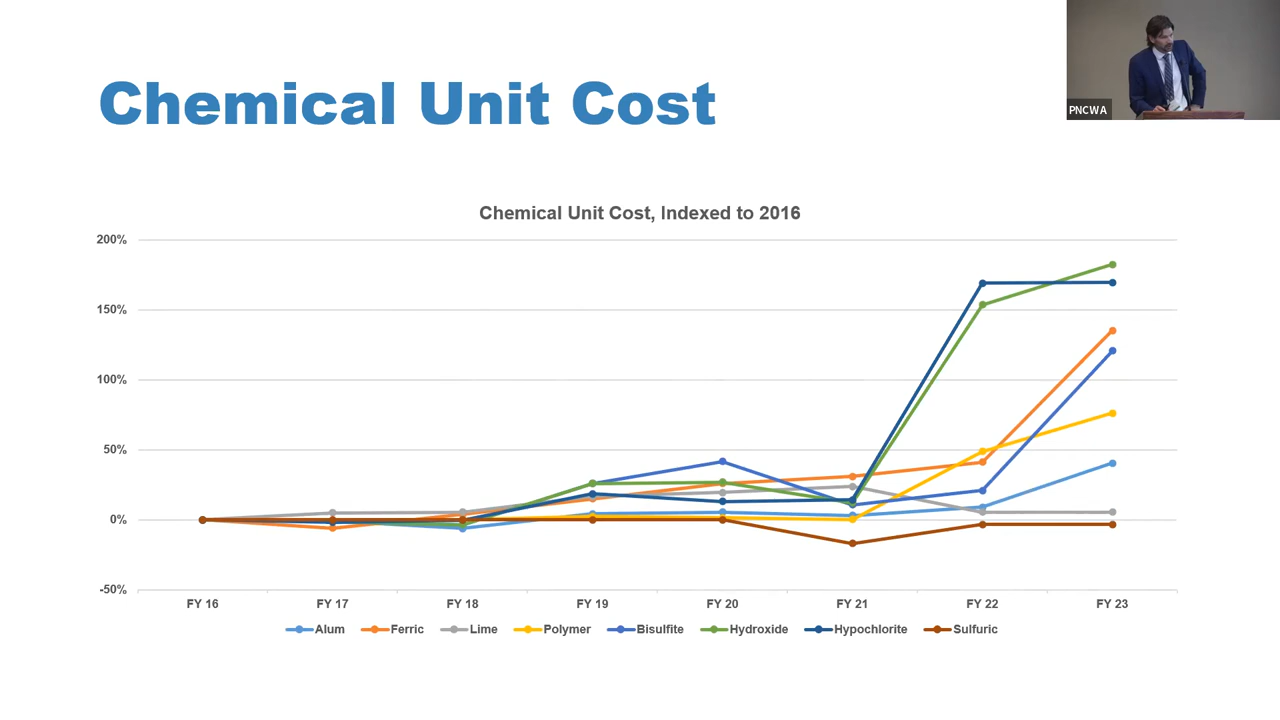 Chemical Unit Cost
PNCWA
Chemical Unit Cost, Indexed to 2016
200%
150%
100%
50%
0%
-50%
FY 16 FY 17 FY 18 FY 19 FY 20 FY 21 FY 22 FY 23
Alum Ferric Lime Polymer Bisulfite Hydroxide Hypochlorite Sulfuric